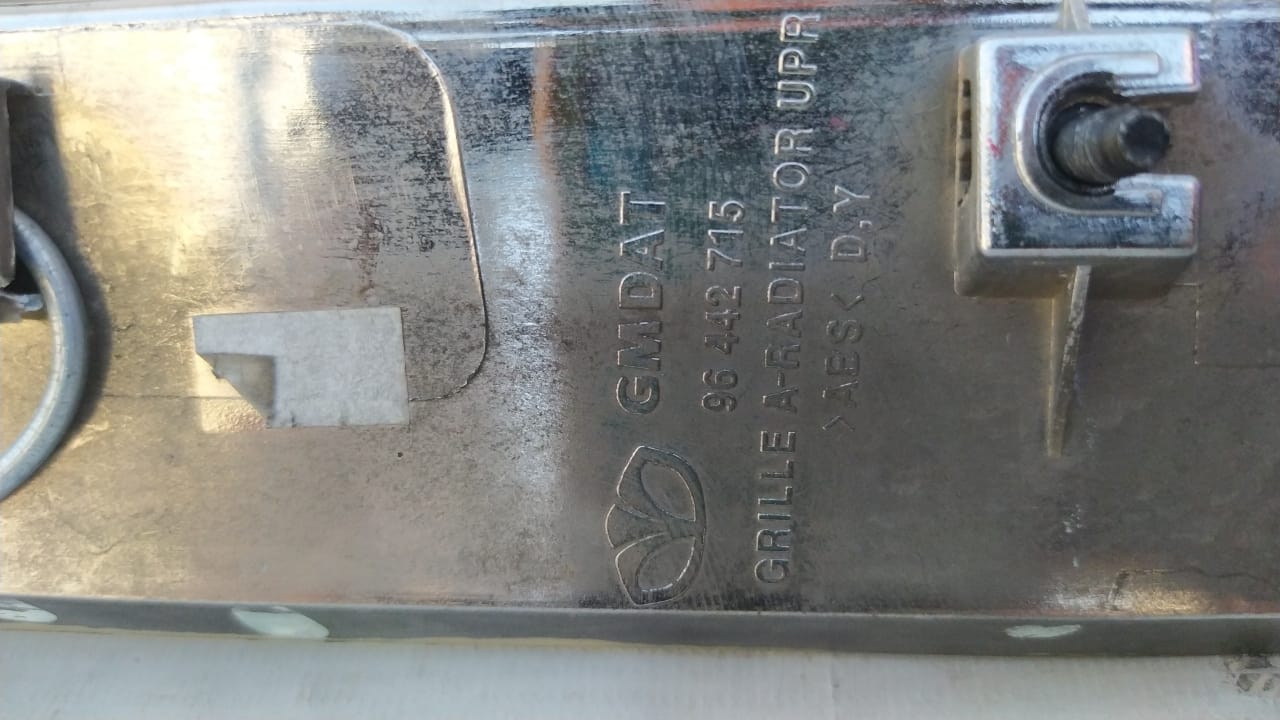 GMDAT
96 442 715
GRILLE A-RADIATOR UPR
>ABS< D,Y